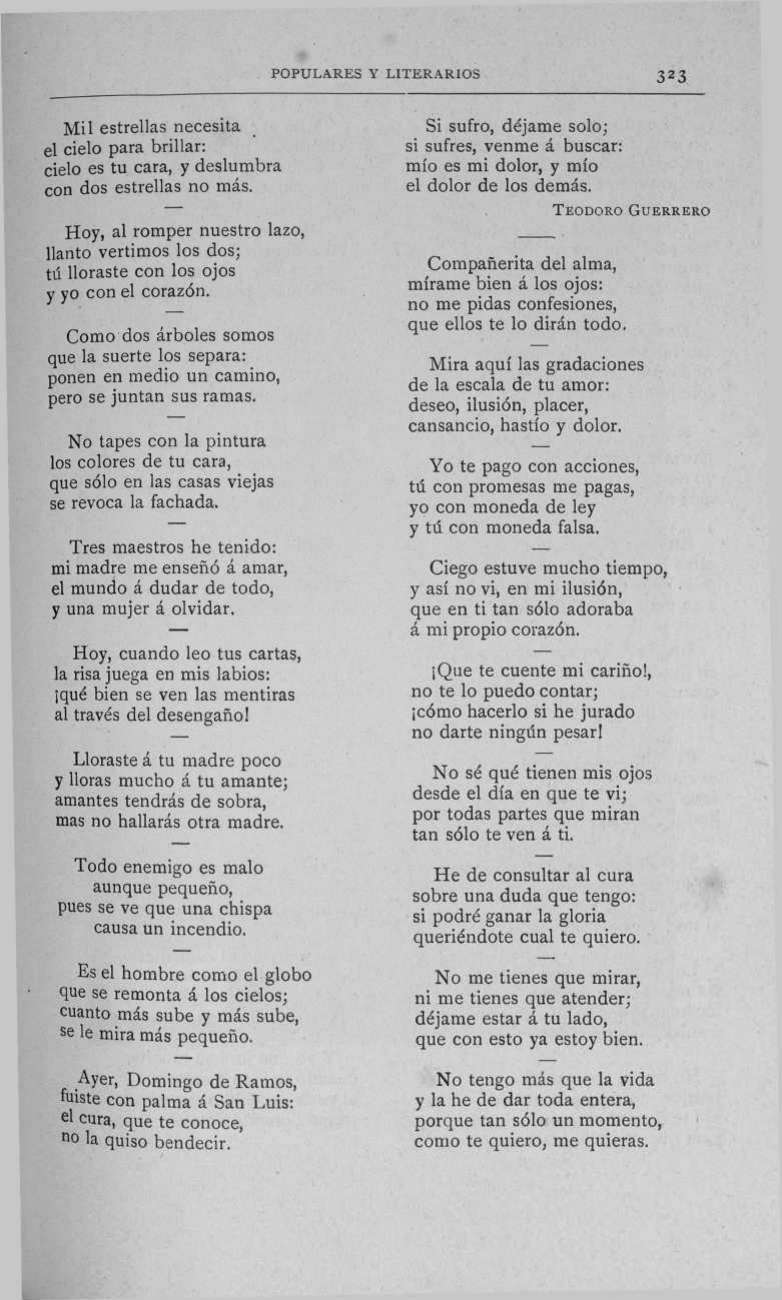 POPULARES Y LITERARIOS 323
Mil estrellas necesita
el cielo para brillar:
cielo es tu cara, y deslumbra
con dos estrellas no más.
—
Hoy, al romper nuestro lazo,
llanto vertimos los dos;
tú lloraste con los ojos
y yo con el corazón.
—
Como dos árboles somos
que la suerte los separa:
ponen en medio un camino,
pero se juntan sus ramas.
—
No tapes con la pintura
los colores de tu cara,
que sólo en las casas viejas
se revoca la fachada.
—
Tres maestros he tenido:
mi madre me enseñó á amar,
el mundo á dudar de todo,
y una mujer á olvidar.
—
Hoy, cuando leo tus cartas,
la risa juega en mis labios:
¡qué bien se ven las mentiras
al través del desengaño!
—
Lloraste á tu madre poco
y lloras mucho á tu amante;
amantes tendrás de sobra,
mas no hallarás otra madre.
—
Todo enemigo es malo
aunque pequeño,
pues se ve que una chispa
causa un incendio.
—
Es el hombre como el globo
que se remonta á los cielos;
cuanto más sube y más sube,
se le mira más pequeño.
—
Ayer, Domingo de Ramos,
fuiste con palma á San Luis:
el cura, que te conoce,
no la quiso bendecir.
Si sufro, déjame solo;
si sufres, venme á buscar:
mío es mi dolor, y mío
el dolor de los demás.
TEODORO GUERRERO
—
Compañerita del alma,
mírame bien á los ojos:
no me pidas confesiones,
que ellos te lo dirán todo.
—
Mira aquí las gradaciones
de la escala de tu amor:
deseo, ilusión, placer,
cansancio, hastío y dolor.
—
Yo te pago con acciones,
tú con promesas me pagas,
yo con moneda de ley
y tú con moneda falsa.
—
Ciego estuve mucho tiempo,
y así no vi, en mi ilusión,
que en ti tan sólo adoraba
á mi propio corazón.
—
¡Que te cuente mi cariño!,
no te lo puedo contar;
¡cómo hacerlo si he jurado
no darte ningún pesar!
—
No sé qué tienen mis ojos
desde el día en que te vi;
por todas partes que miran
tan sólo te ven á ti.
—
He de consultar al cura
sobre una duda que tengo:
si podré ganar la gloria
queriéndote cual te quiero.
—
No me tienes que mirar,
ni me tienes que atender;
déjame estar á tu lado,
que con esto ya estoy bien.
—
No tengo más que la vida
y la he de dar toda entera,
porque tan sólo un momento,
como te quiero, me quieras.